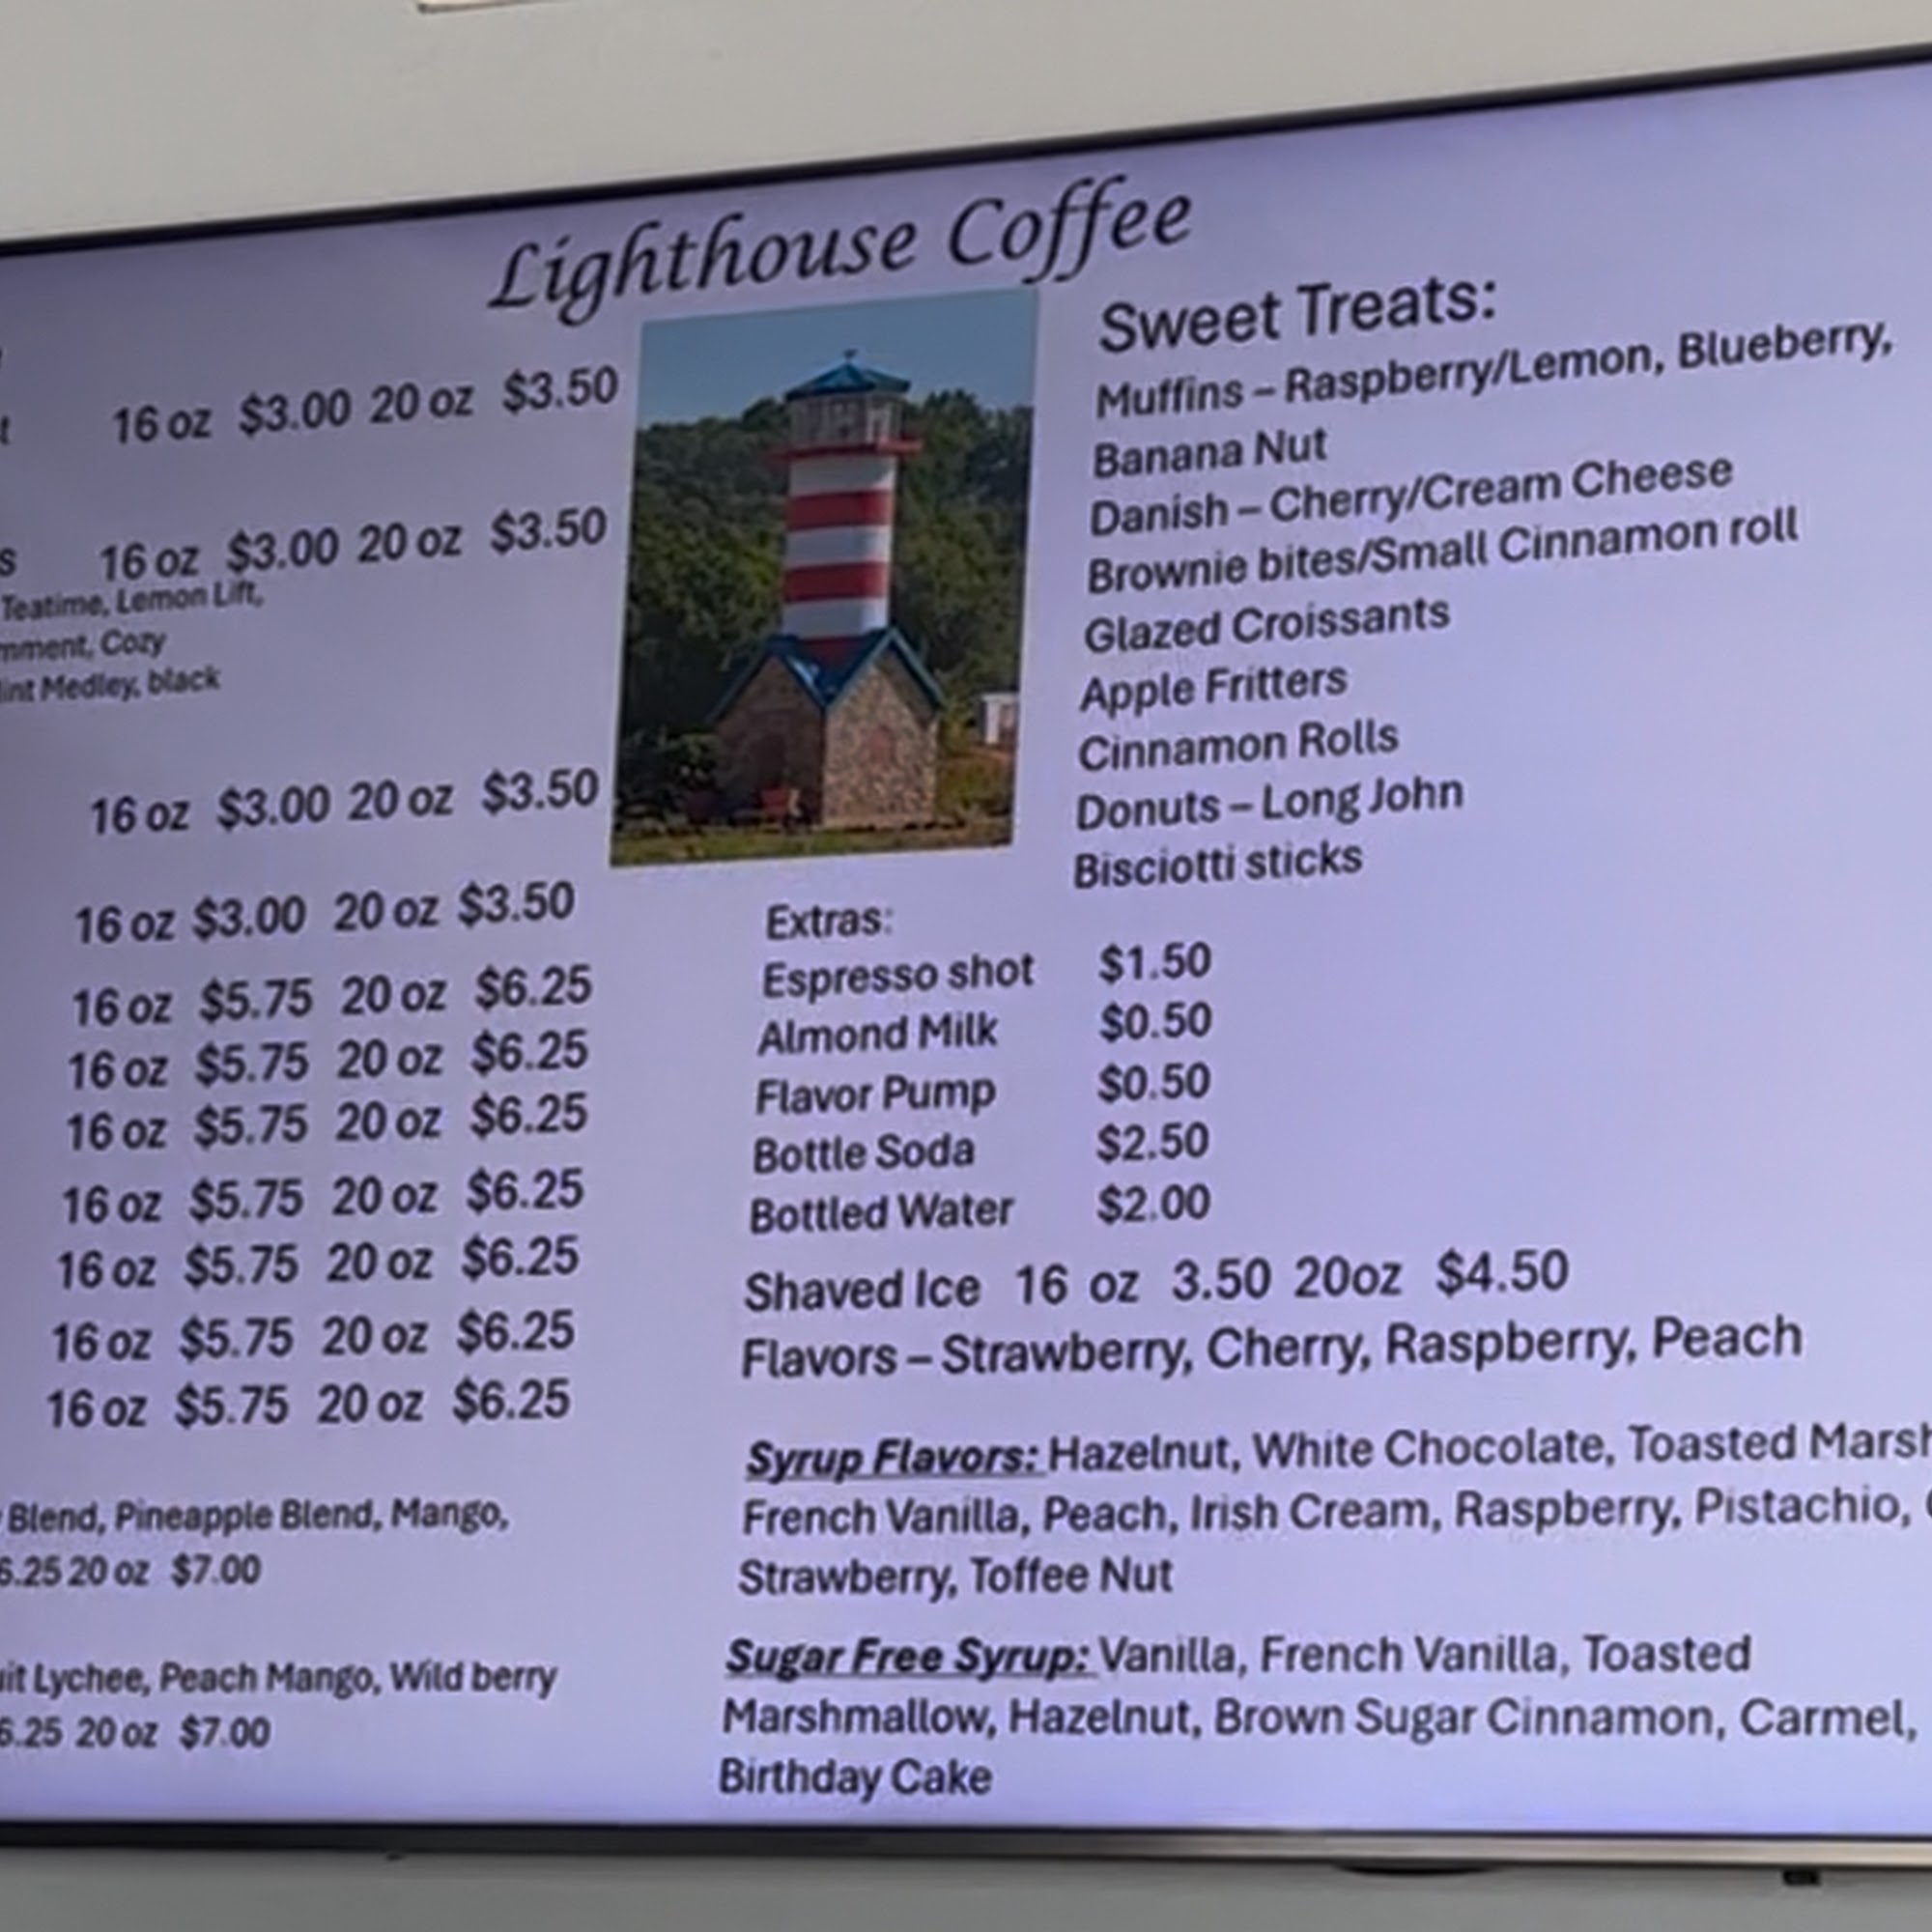 Lighthouse Coffee
16 oz $3.00 20 oz $3.50
16 oz $3.00 20 oz $3.50
Teatime, Lemon Lift,
Cozy
Medley, black
16 oz $3.00 20 oz $3.50
16 oz $3.00 20 oz $3.50
16 oz $5.75 20 oz $6.25
16 oz $5.75 20 oz $6.25
16 oz $5.75 20 oz $6.25
16 oz $5.75 20 oz $6.25
16 oz $5.75 20 oz $6.25
16 oz $5.75 20 oz $6.25
16 oz $5.75 20 oz $6.25
Blend, Pineapple Blend, Mango,
6.25 20 oz $7.00
Lychee, Peach Mango, Wild berry
6.25 20 oz $7.00
Sweet Treats:
Muffins – Raspberry/Lemon, Blueberry,
Banana Nut
Danish – Cherry/Cream Cheese
Brownie bites/Small Cinnamon roll
Glazed Croissants
Apple Fritters
Cinnamon Rolls
Donuts – Long John
Bisciotti sticks
Extras:
Espresso shot $1.50
Almond Milk $0.50
Flavor Pump $0.50
Bottle Soda $2.50
Bottled Water $2.00
Shaved Ice 16 oz 3.50 20oz $4.50
Flavors – Strawberry, Cherry, Raspberry, Peach
Syrup Flavors: Hazelnut, White Chocolate, Toasted Marsh
French Vanilla, Peach, Irish Cream, Raspberry, Pistachio,
Strawberry, Toffee Nut
Sugar Free Syrup: Vanilla, French Vanilla, Toasted
Marshmallow, Hazelnut, Brown Sugar Cinnamon, Carmel,
Birthday Cake